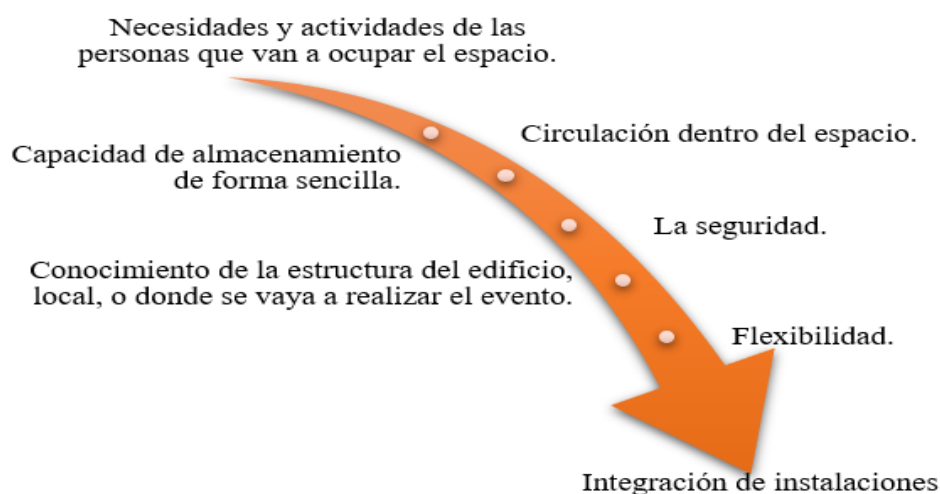 Necesidades y actividades de las
personas que van a ocupar el espacio.
Circulación dentro del espacio.
Capacidad de almacenamiento
de forma sencilla.
La seguridad.
Conocimiento de la estructura del edificio,
local, o donde se vaya a realizar el evento.
Flexibilidad.
Integración de instalaciones